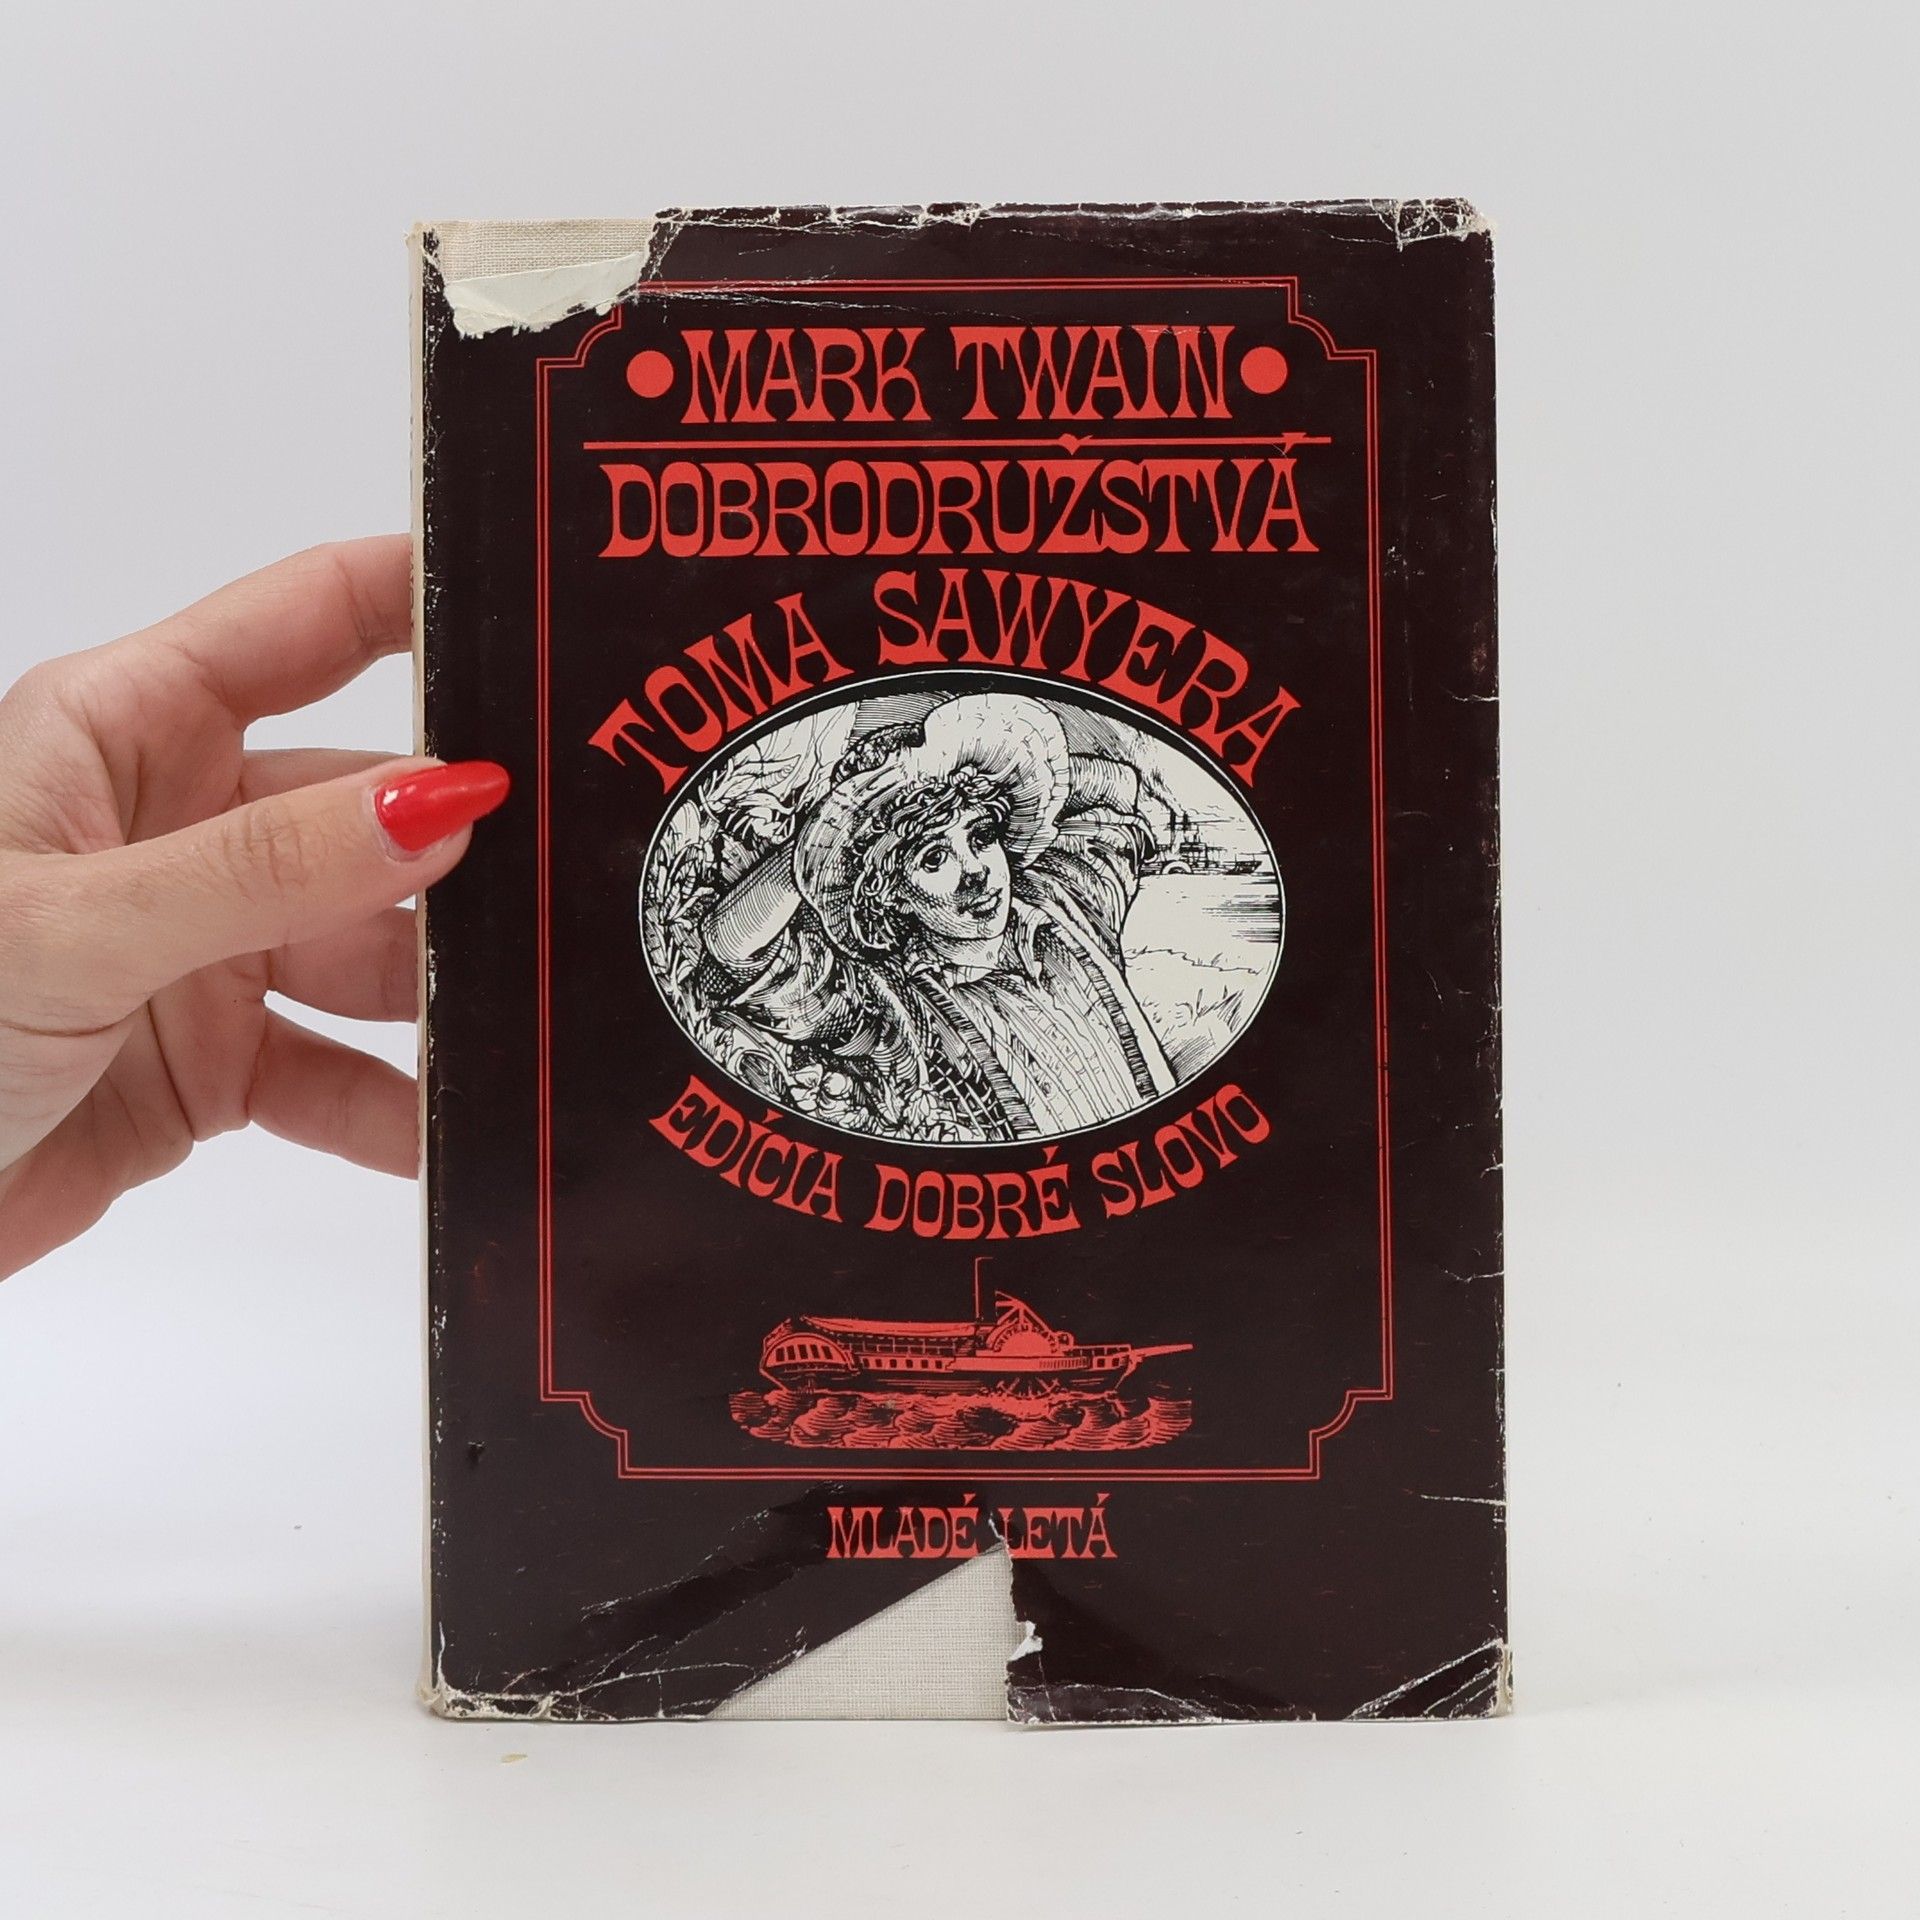 MARK TWAIN
DOBRODRUŽSTVÁ
TOMA SAWYERA
EDÍCIA DOBRÉ SLOVO
MLADÉ LETÁ